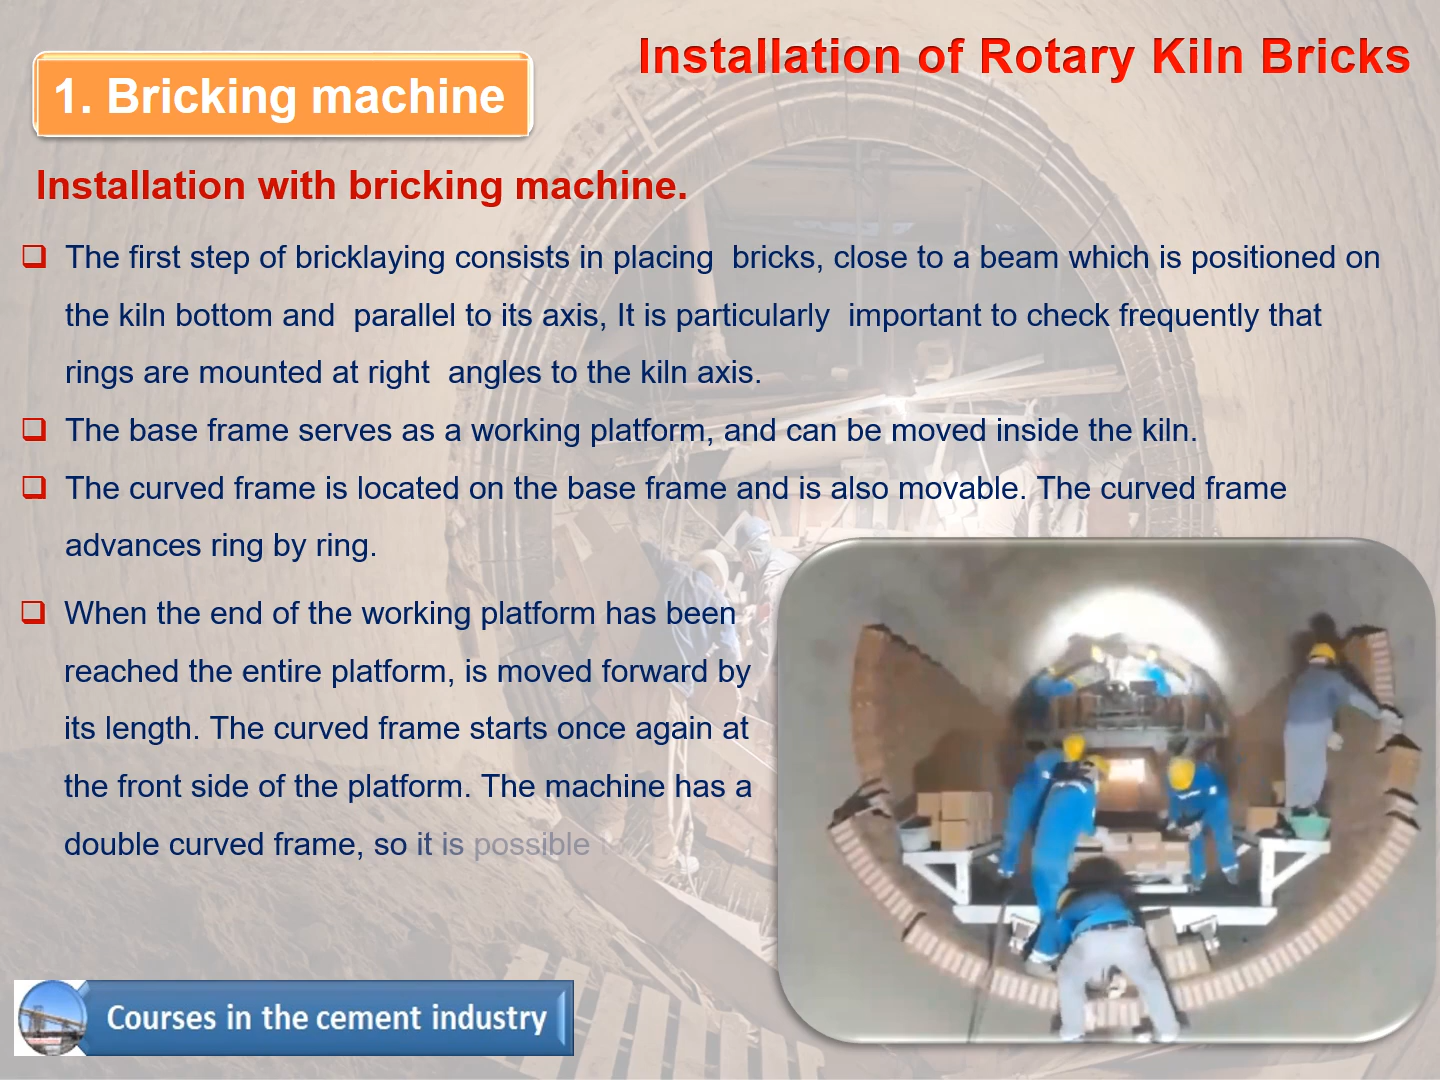 Installation of Rotary Kiln Bricks
1. Bricking machine
Installation with bricking machine.
❑ The first step of bricklaying consists in placing bricks, close to a beam which is positioned on
the kiln bottom and parallel to its axis, It is particularly important to check frequently that
rings are mounted at right angles to the kiln axis.
❑ The base frame serves as a working platform, and can be moved inside the kiln.
❑ The curved frame is located on the base frame and is also movable. The curved frame
advances ring by ring.
❑ When the end of the working platform has been
reached the entire platform, is moved forward by
its length. The curved frame starts once again at
the front side of the platform. The machine has a
double curved frame, so it is possible
Courses in the cement industry